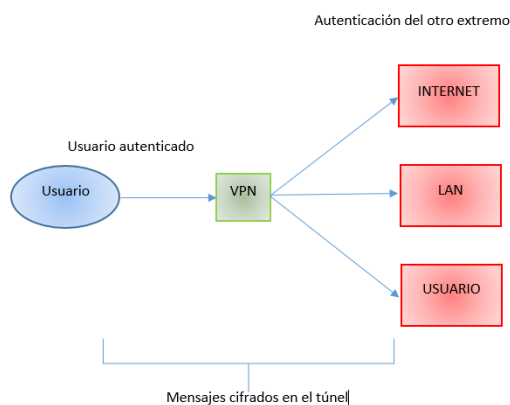 Autenticación del otro extremo
INTERNET
Usuario autenticado
Usuario
VPN
LAN
USUARIO
Mensajes cifrados en el túnel